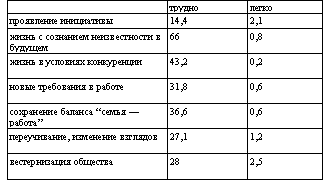 трудно легко
проявление инициативы 14,4 2,1
жизнь с сознанием неизвестности в 66 0,8
будущем
жизнь в условиях конкуренции 43,2 0,2
новые требования в работе 31,8 0,6
сохранение баланса “семья — 36,6 0,6
работа”
переучивание, изменение взглядов 27,1 1,2
вестернизация общества 28 2,5